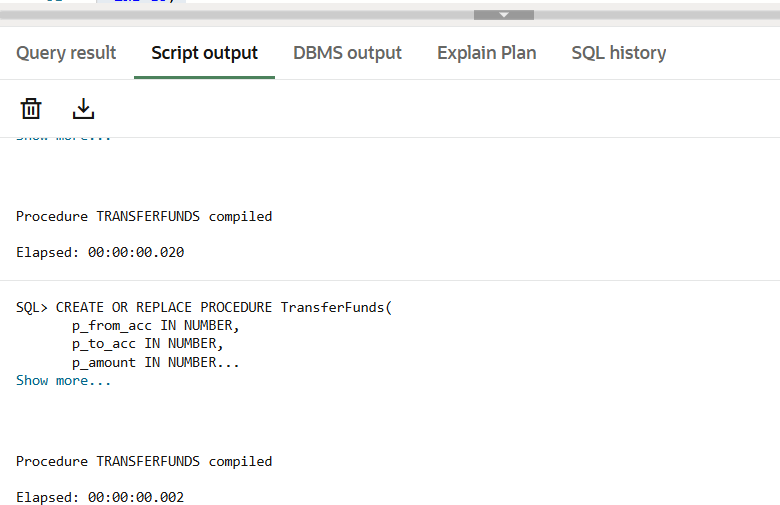 Query result Script output DBMS output Explain Plan SQL history
Show more...
Procedure TRANSFERFUNDS compiled
Elapsed: 00:00:00.020
SQL> CREATE OR REPLACE PROCEDURE TransferFunds(
p_from_acc IN NUMBER,
p_to_acc IN NUMBER,
p_amount IN NUMBER...
Show more...
Procedure TRANSFERFUNDS compiled
Elapsed: 00:00:00.002